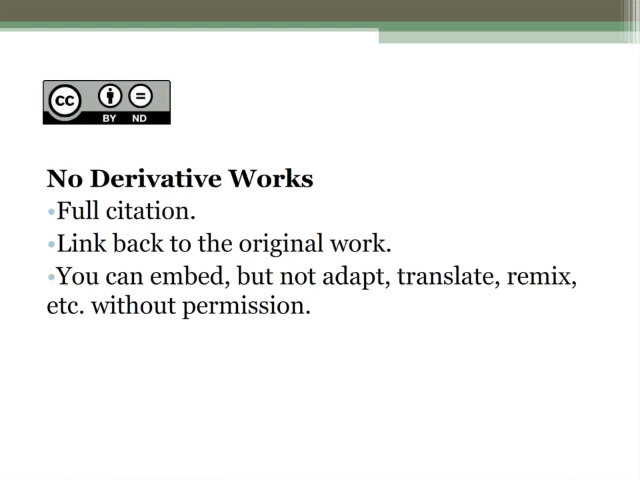 cc
BY ND
No Derivative Works
•Full citation.
•Link back to the original work.
•You can embed, but not adapt, translate, remix,
etc. without permission.